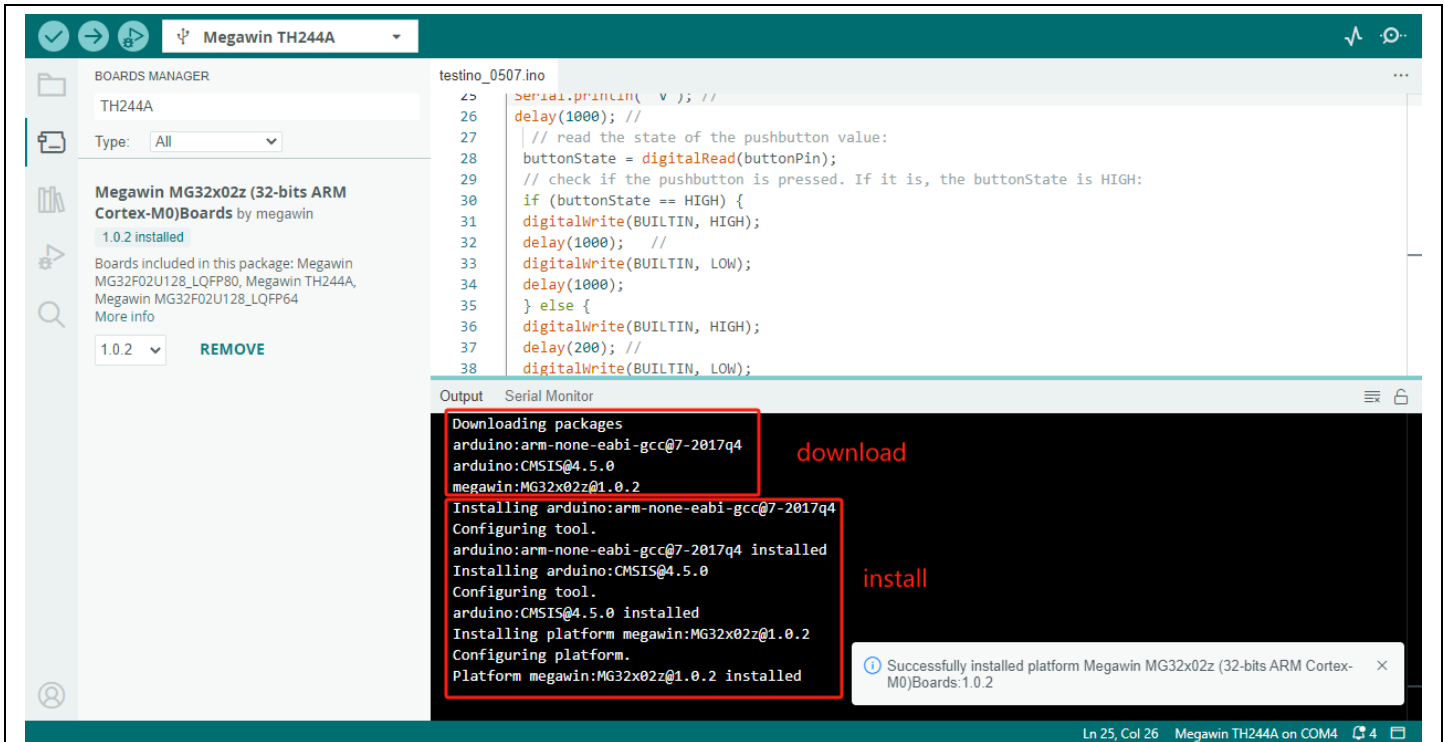 Megawin TH244A
BOARDS MANAGER
TH244A
Type: All
Megawin MG32x02z (32-bits ARM
Cortex-M0)Boards by megawin
1.0.2 installed
Boards included in this package: Megawin
MG32F02U128_LQFP80, Megawin TH244A,
Megawin MG32F02U128_LQFP64
More info
1.0.2 REMOVE
testino_0507.ino
25 Serial.println( v ); //
26 delay(1000); //
27 // read the state of the pushbutton value:
28 buttonState = digitalRead(buttonPin);
29 // check if the pushbutton is pressed. If it is, the buttonState is HIGH:
30 if (buttonState == HIGH) {
31 digitalWrite(BUILTIN, HIGH);
32 delay(1000); //
33 digitalWrite(BUILTIN, LOW);
34 delay(1000);
35 } else {
36 digitalWrite(BUILTIN, HIGH);
37 delay(200); //
38 digitalWrite(BUILTIN, LOW);
Output Serial Monitor
Downloading packages
arduino:arm-none-eabi-gcc@7-2017q4
arduino:CMSIS@4.5.0
megawin:MG32x02z@1.0.2
download
Installing arduino:arm-none-eabi-gcc@7-2017q4
Configuring tool.
arduino:arm-none-eabi-gcc@7-2017q4 installed
Installing arduino:CMSIS@4.5.0
Configuring tool.
arduino:CMSIS@4.5.0 installed
Installing platform megawin:MG32x02z@1.0.2
Configuring platform.
Platform megawin:MG32x02z@1.0.2 installed
install
Successfully installed platform Megawin MG32x02z (32-bits ARM Cortex-
M0)Boards:1.0.2
Ln 25, Col 26 Megawin TH244A on COM4 4